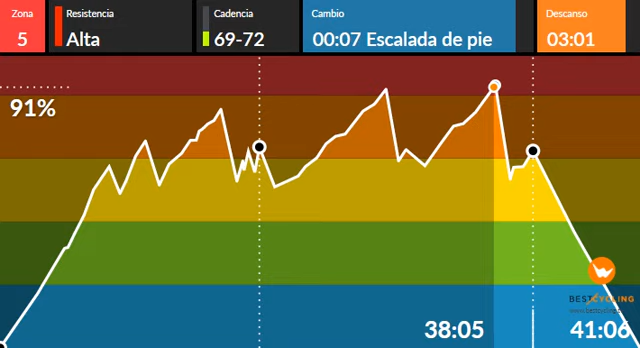 Zona
5
Resistencia
Alta
Cadencia
69-72
Cambio
00:07 Escalada de pie
Descanso
03:01
91%
BESTCYCLING
38:05
41:06